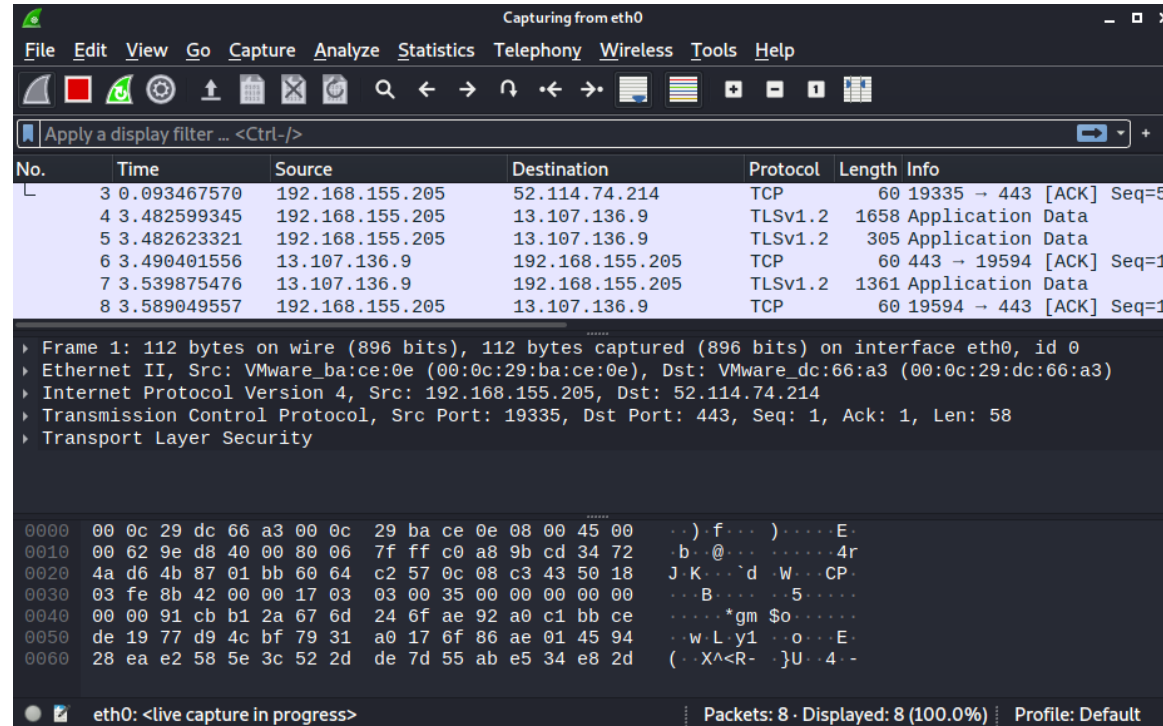 Capturing from eth0
File Edit View Go Capture Analyze Statistics Telephony Wireless Tools Help
Apply a display filter ... <Ctrl-/>
No. Time Source Destination Protocol Length Info
3 0.093467570 192.168.155.205 52.114.74.214 TCP 60 19335 → 443 [ACK] Seq=5
4 3.482599345 192.168.155.205 13.107.136.9 TLSv1.2 1658 Application Data
5 3.482623321 192.168.155.205 13.107.136.9 TLSv1.2 305 Application Data
6 3.490401556 13.107.136.9 192.168.155.205 TCP 60 443 → 19594 [ACK] Seq=1
7 3.539875476 13.107.136.9 192.168.155.205 TLSv1.2 1361 Application Data
8 3.589049557 192.168.155.205 13.107.136.9 TCP 60 19594 → 443 [ACK] Seq=1
Frame 1: 112 bytes on wire (896 bits), 112 bytes captured (896 bits) on interface eth0, id 0
Ethernet II, Src: VMware_ba:ce:0e (00:0c:29:ba:ce:0e), Dst: VMware_dc:66:a3 (00:0c:29:dc:66:a3)
Internet Protocol Version 4, Src: 192.168.155.205, Dst: 52.114.74.214
Transmission Control Protocol, Src Port: 19335, Dst Port: 443, Seq: 1, Ack: 1, Len: 58
Transport Layer Security
0000 00 0c 29 dc 66 a3 00 0c 29 ba ce 0e 08 00 45 00 ··)·f··· )·····E·
0010 00 62 9e d8 40 00 80 06 7f ff c0 a8 9b cd 34 72 ·b··@··· ······4r
0020 4a d6 4b 87 01 bb 60 64 c2 57 0c 08 c3 43 50 18 J·K···`d ·W···CP·
0030 03 fe 8b 42 00 00 17 03 03 00 35 00 00 00 00 00 ···B···· ··5·····
0040 00 00 91 cb b1 2a 67 6d 24 6f ae 92 a0 c1 bb ce ·····*gm $o······
0050 de 19 77 d9 4c bf 79 31 a0 17 6f 86 ae 01 45 94 ··w·L·y1 ··o···E·
0060 28 ea e2 58 5e 3c 52 2d de 7d 55 ab e5 34 e8 2d (··X^<R- ·}U··4·-
eth0: <live capture in progress> Packets: 8 · Displayed: 8 (100.0%) Profile: Default